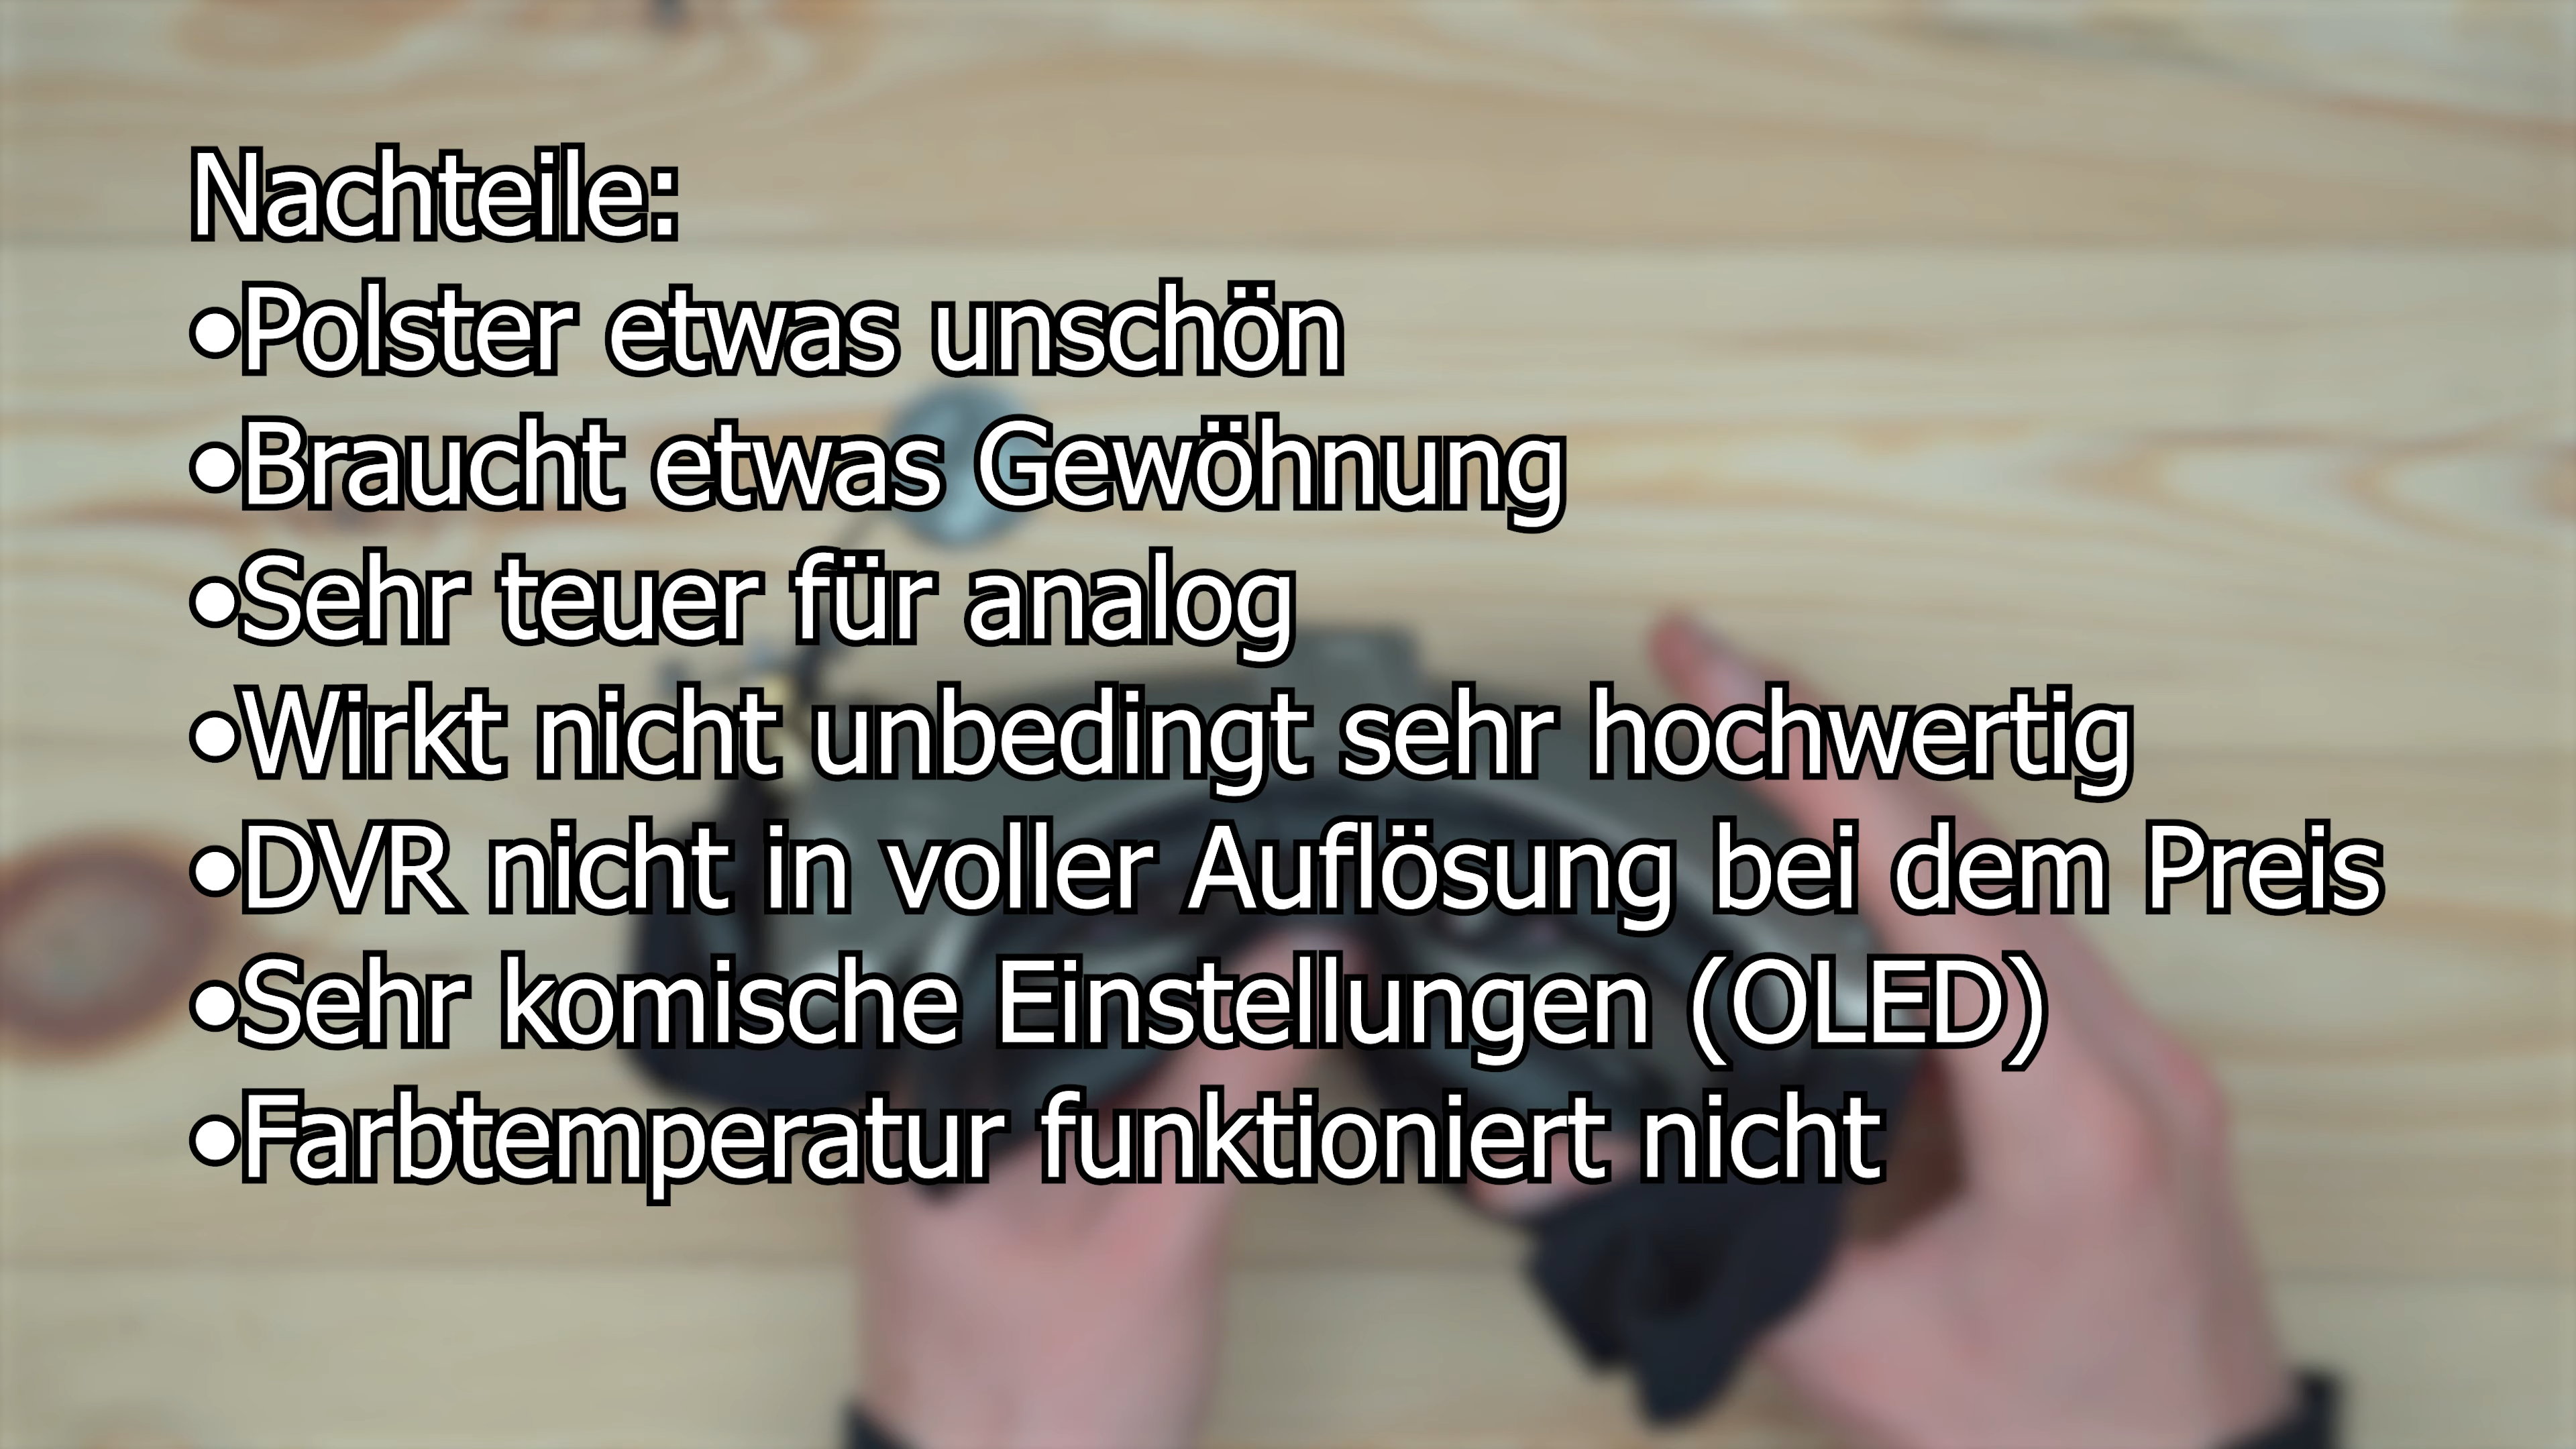 Nachteile:
•Polster etwas unschön
•Braucht etwas Gewöhnung
•Sehr teuer für analog
•Wirkt nicht unbedingt sehr hochwertig
•DVR nicht in voller Auflösung bei dem Preis
•Sehr komische Einstellungen (OLED)
•Farbtemperatur funktioniert nicht